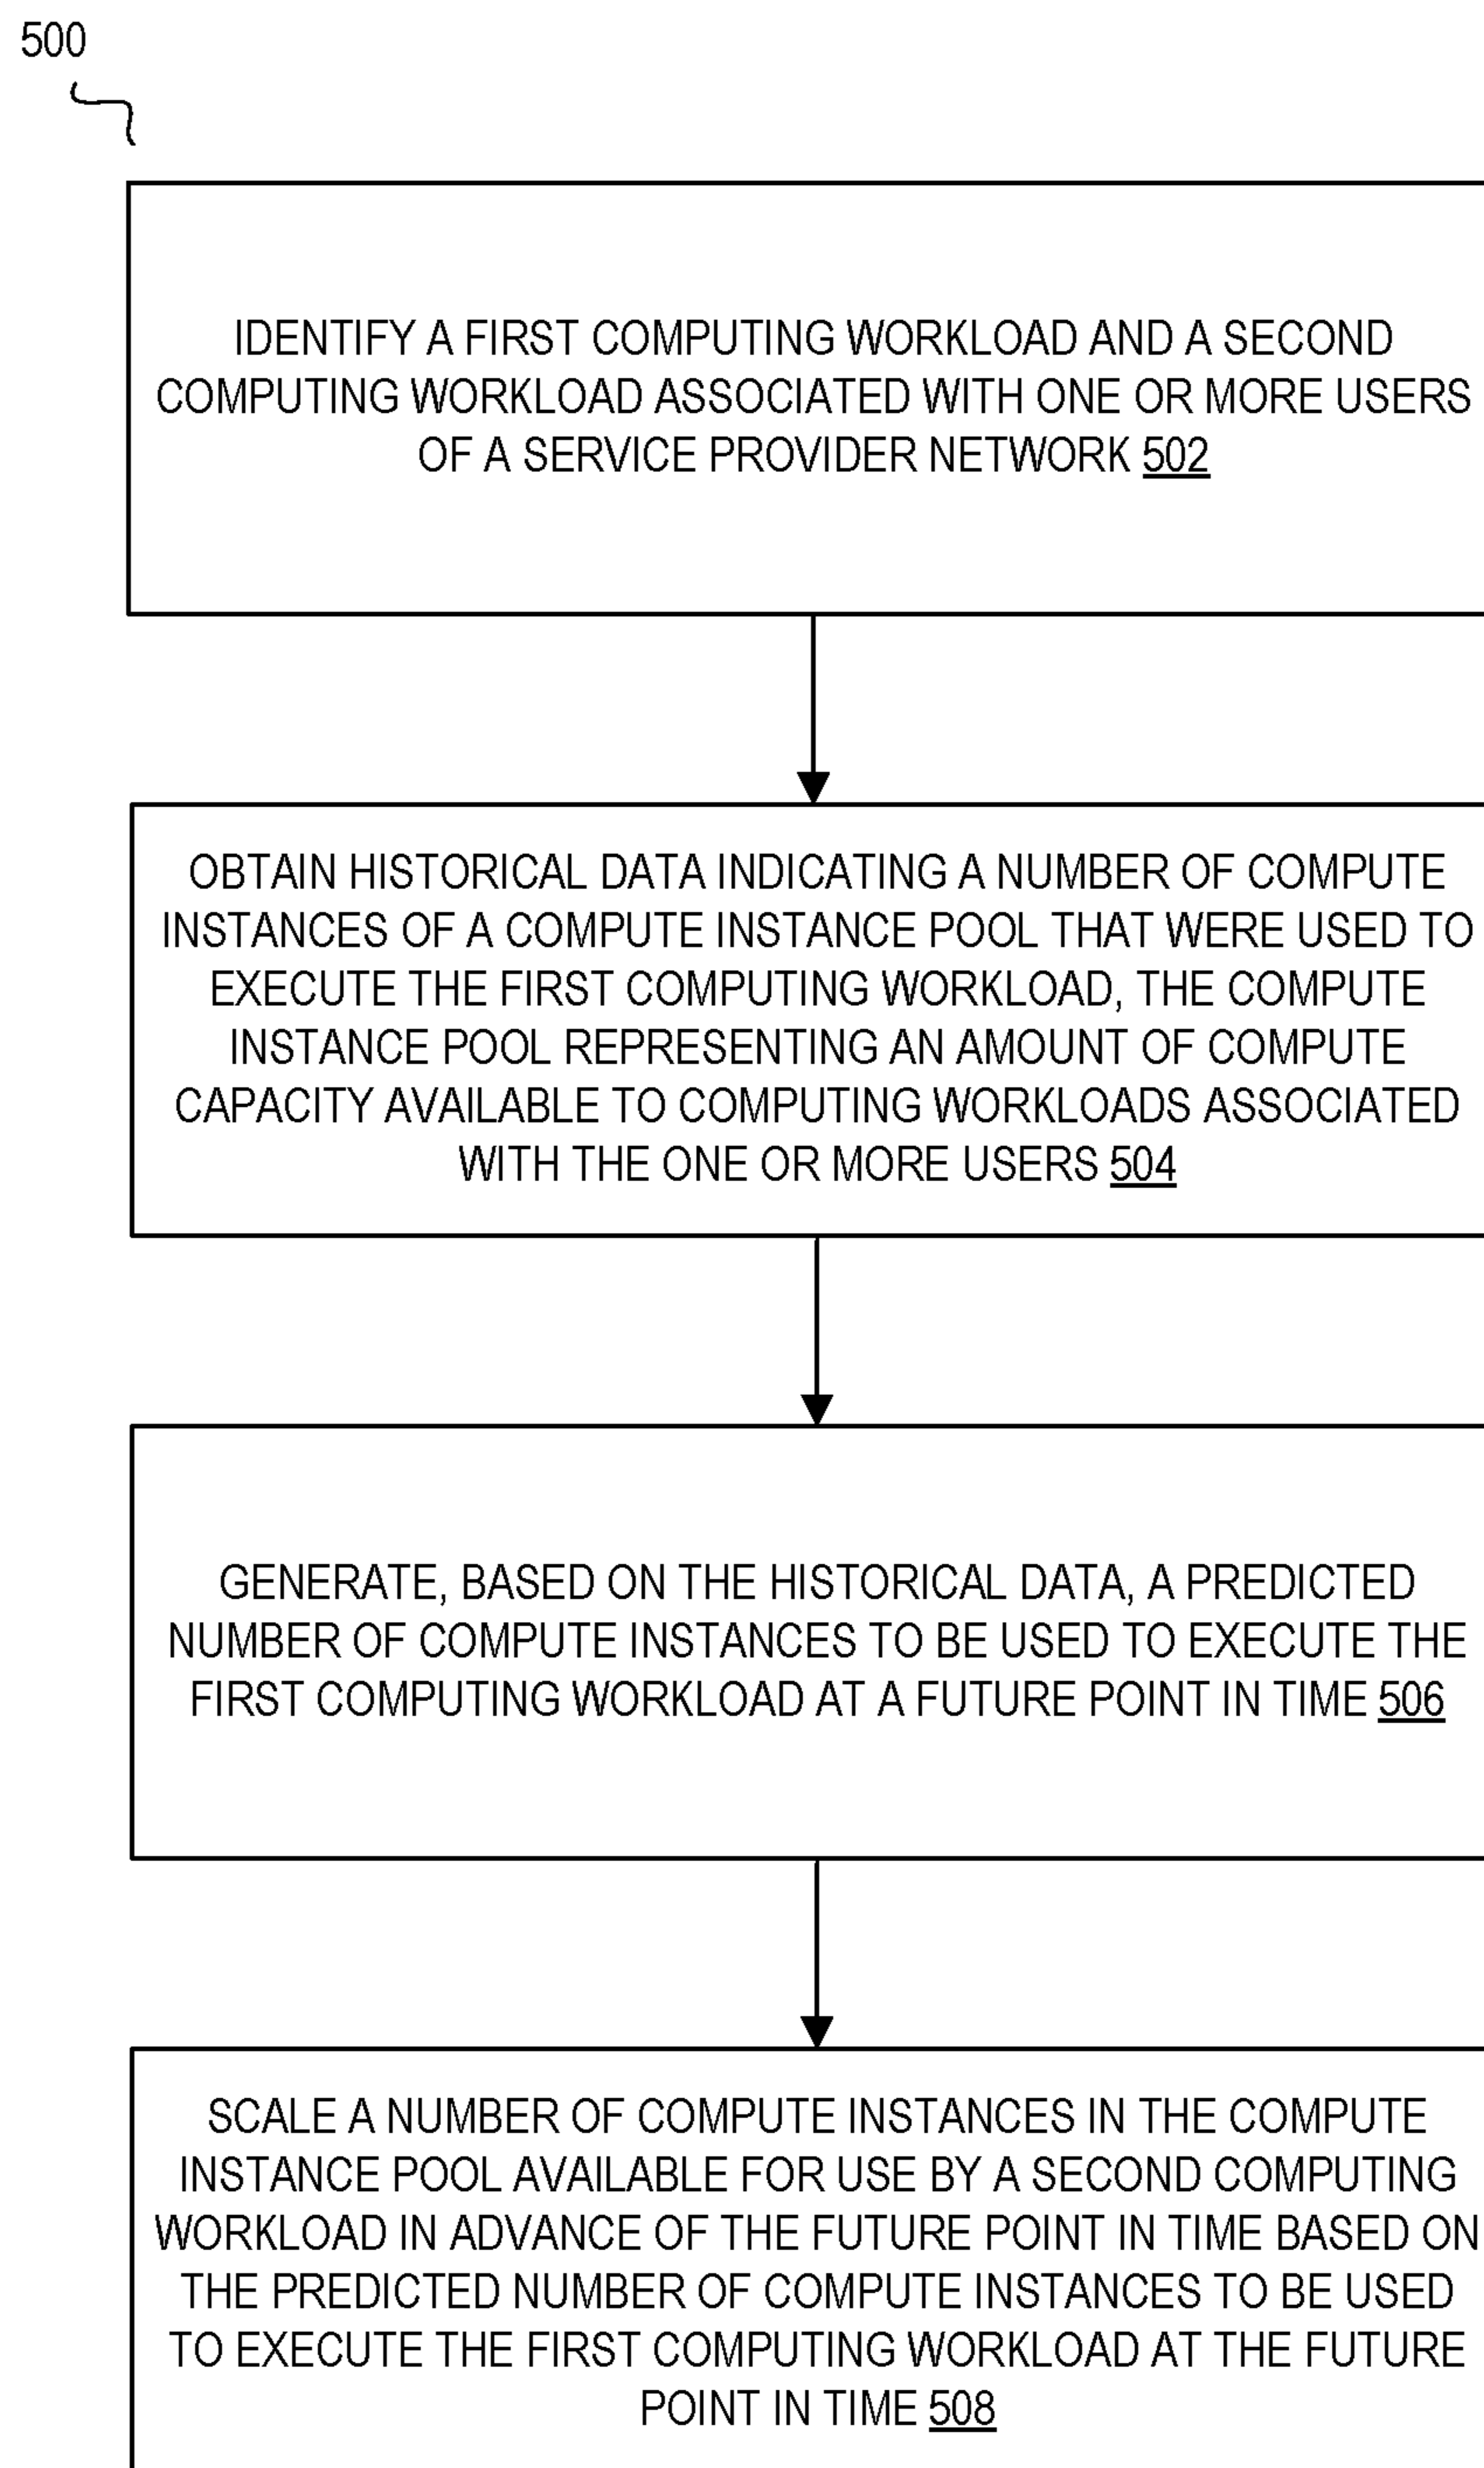 500
IDENTIFY A FIRST COMPUTING WORKLOAD AND A SECOND
COMPUTING WORKLOAD ASSOCIATED WITH ONE OR MORE USERS
OF A SERVICE PROVIDER NETWORK 502
OBTAIN HISTORICAL DATA INDICATING A NUMBER OF COMPUTE
INSTANCES OF A COMPUTE INSTANCE POOL THAT WERE USED TO
EXECUTE THE FIRST COMPUTING WORKLOAD, THE COMPUTE
INSTANCE POOL REPRESENTING AN AMOUNT OF COMPUTE
CAPACITY AVAILABLE TO COMPUTING WORKLOADS ASSOCIATED
WITH THE ONE OR MORE USERS 504
GENERATE, BASED ON THE HISTORICAL DATA, A PREDICTED
NUMBER OF COMPUTE INSTANCES TO BE USED TO EXECUTE THE
FIRST COMPUTING WORKLOAD AT A FUTURE POINT IN TIME 506
SCALE A NUMBER OF COMPUTE INSTANCES IN THE COMPUTE
INSTANCE POOL AVAILABLE FOR USE BY A SECOND COMPUTING
WORKLOAD IN ADVANCE OF THE FUTURE POINT IN TIME BASED ON
THE PREDICTED NUMBER OF COMPUTE INSTANCES TO BE USED
TO EXECUTE THE FIRST COMPUTING WORKLOAD AT THE FUTURE
POINT IN TIME 508